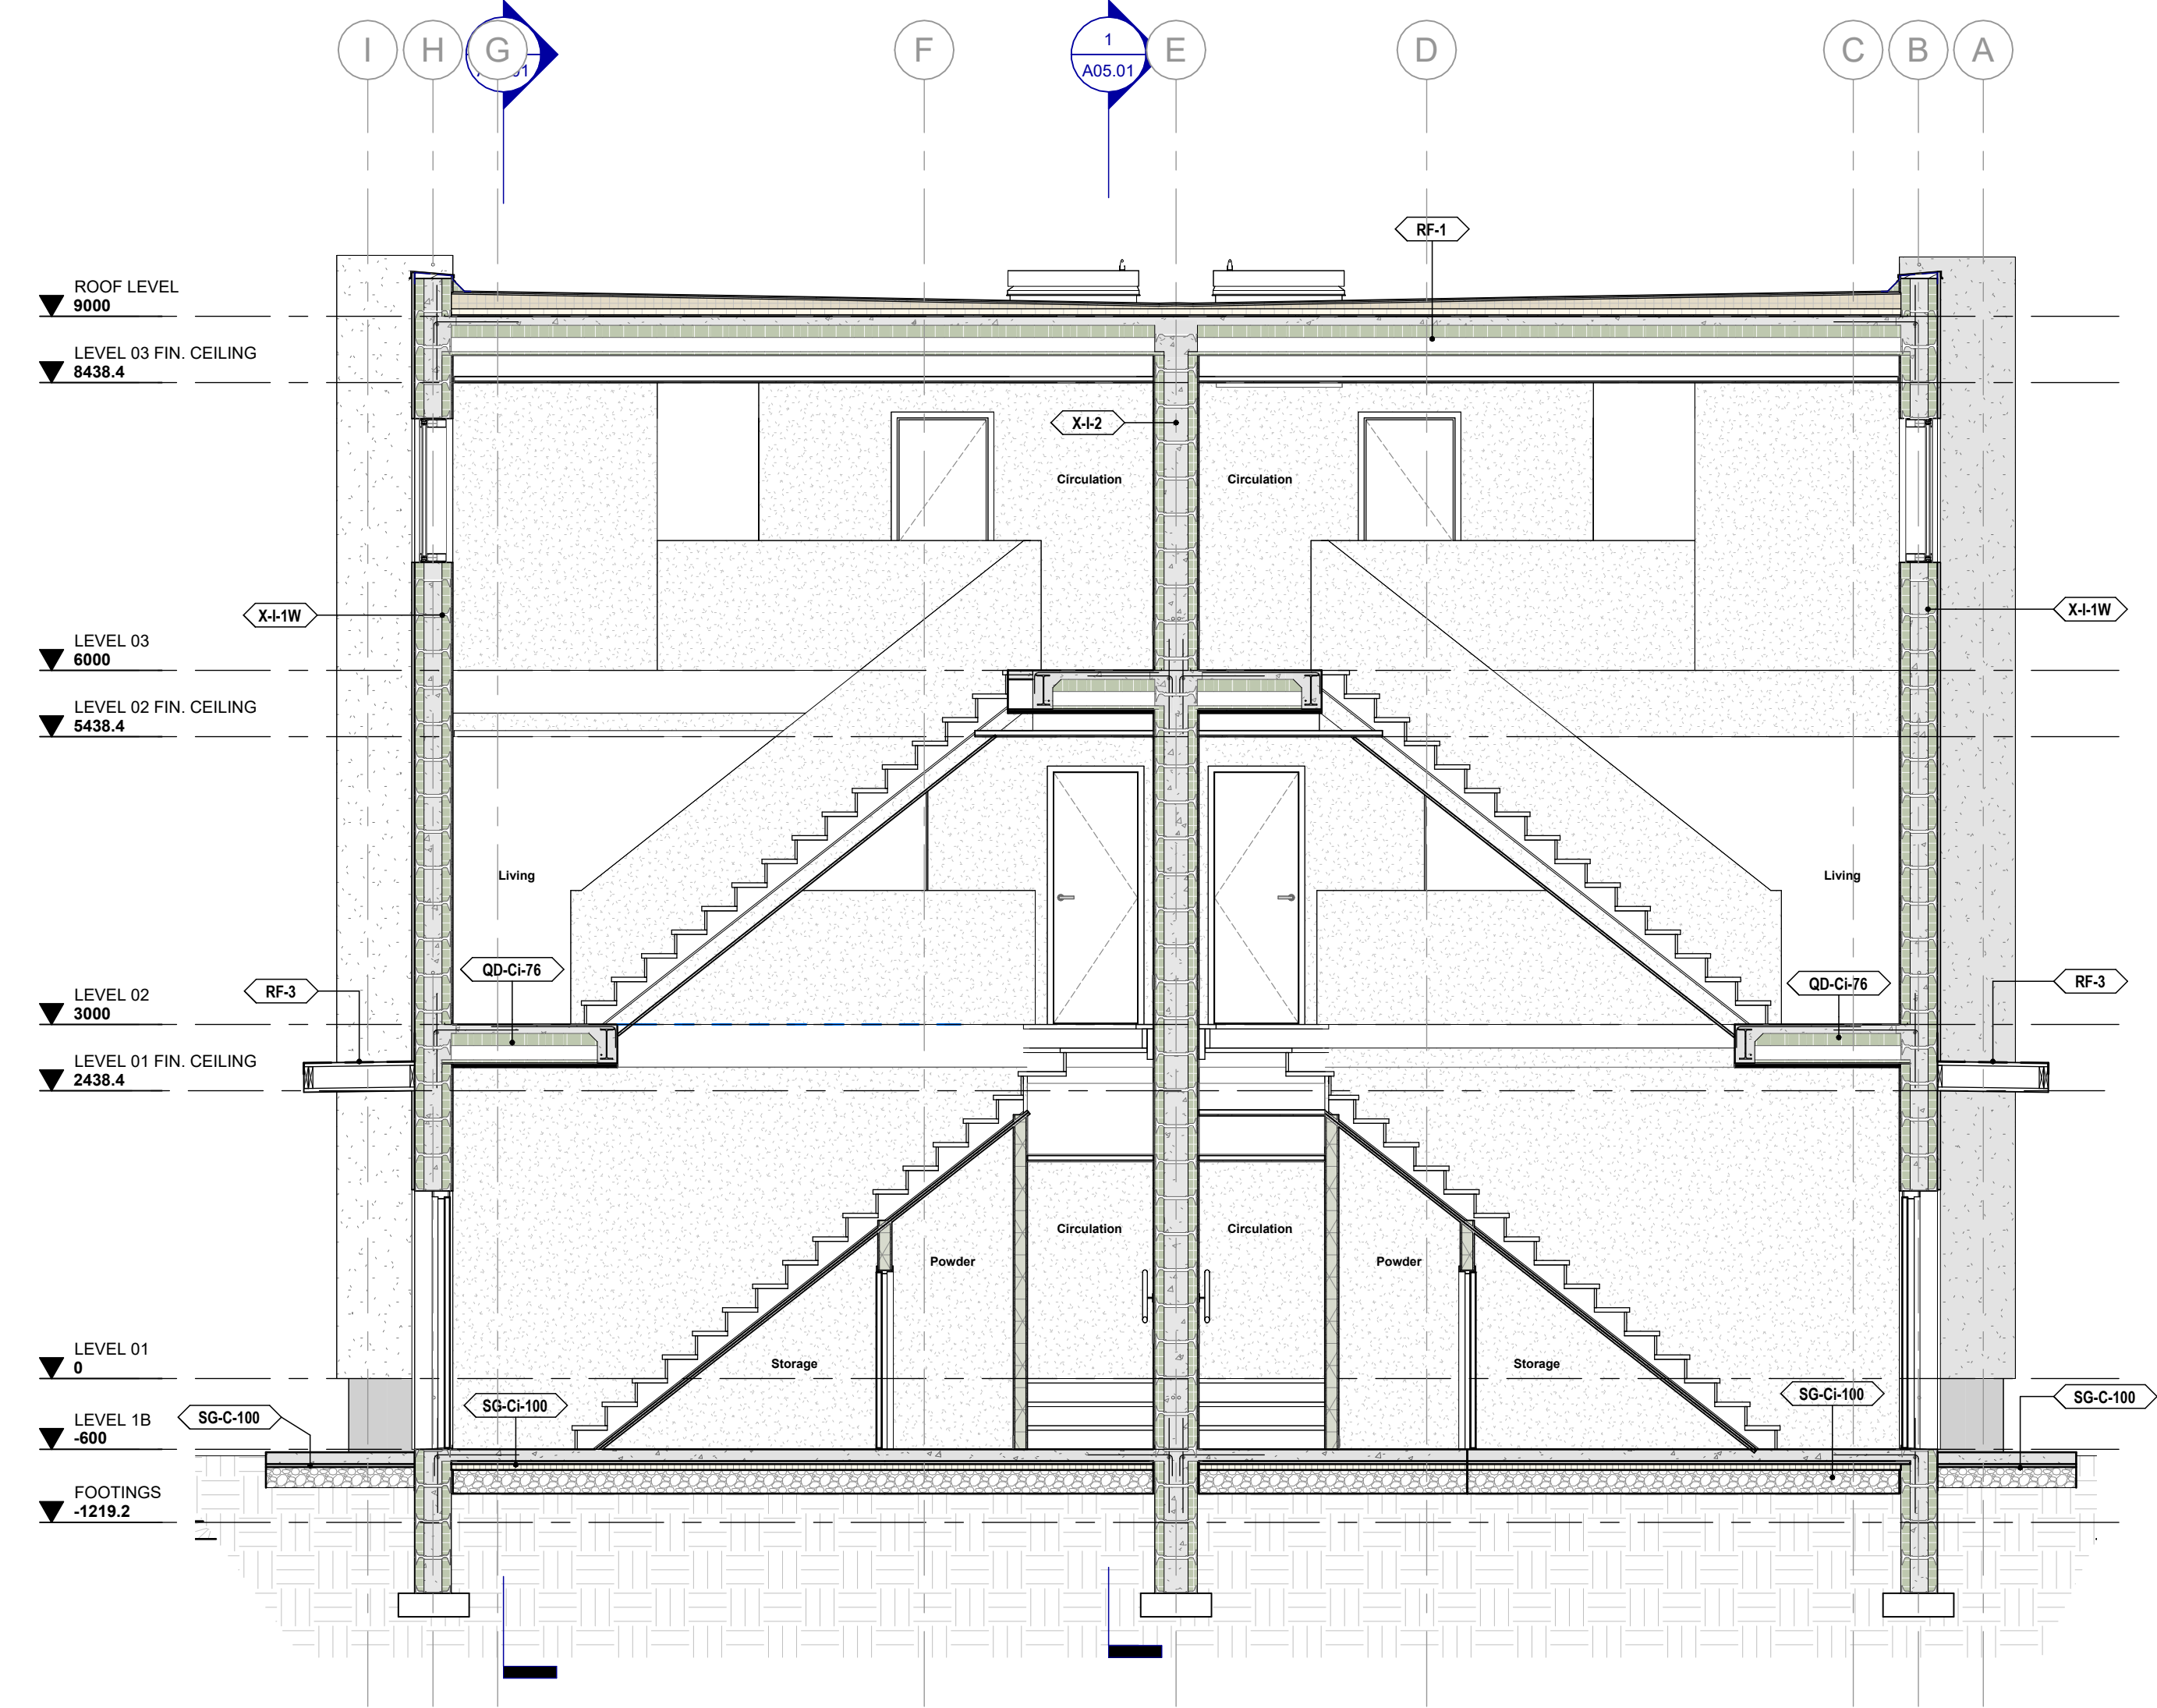 I
H
G
F
1
A05.01
E
D
C
B
A
RF-1
ROOF LEVEL
9000
LEVEL 03 FIN. CEILING
8438.4
X-I-2
Circulation
Circulation
X-I-1W
X-I-1W
LEVEL 03
6000
LEVEL 02 FIN. CEILING
5438.4
Living
Living
QD-Ci-76
QD-Ci-76
RF-3
RF-3
LEVEL 02
3000
LEVEL 01 FIN. CEILING
2438.4
Circulation
Circulation
Powder
Powder
Storage
Storage
LEVEL 01
0
SG-Ci-100
SG-Ci-100
SG-C-100
SG-C-100
LEVEL 1B
-600
FOOTINGS
-1219.2